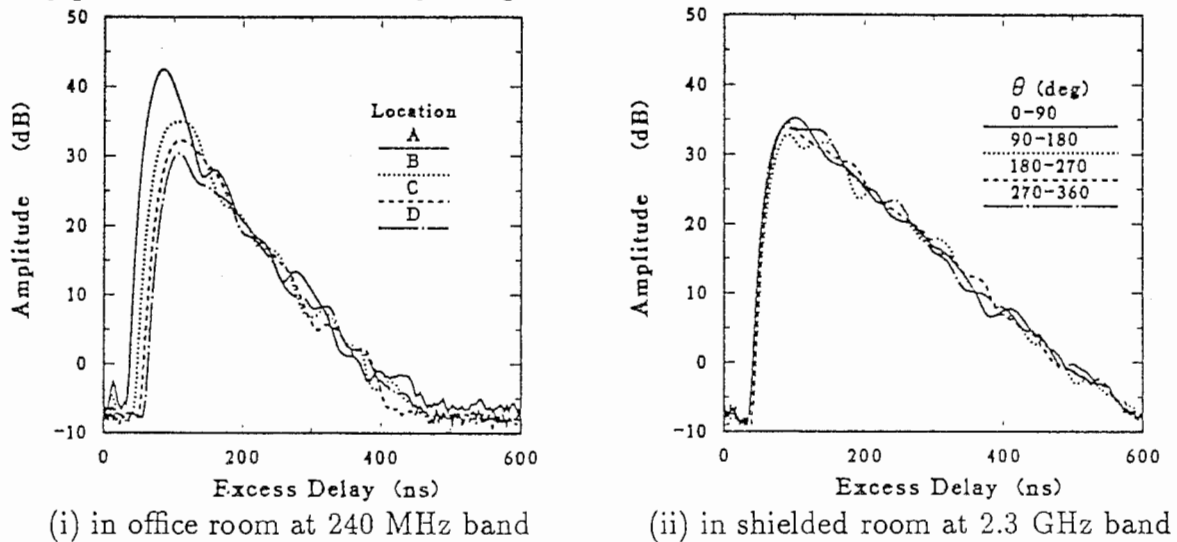 50
40
30
20
10
0
−10
Amplitude (dB)
Location
A
B
C
D
0 200 400 600
Excess Delay (ns)
(i) in office room at 240 MHz band
50
40
30
20
10
0
−10
Amplitude (dB)
θ (deg)
0−90
90−180
180−270
270−360
0 200 400 600
Excess Delay (ns)
(ii) in shielded room at 2.3 GHz band